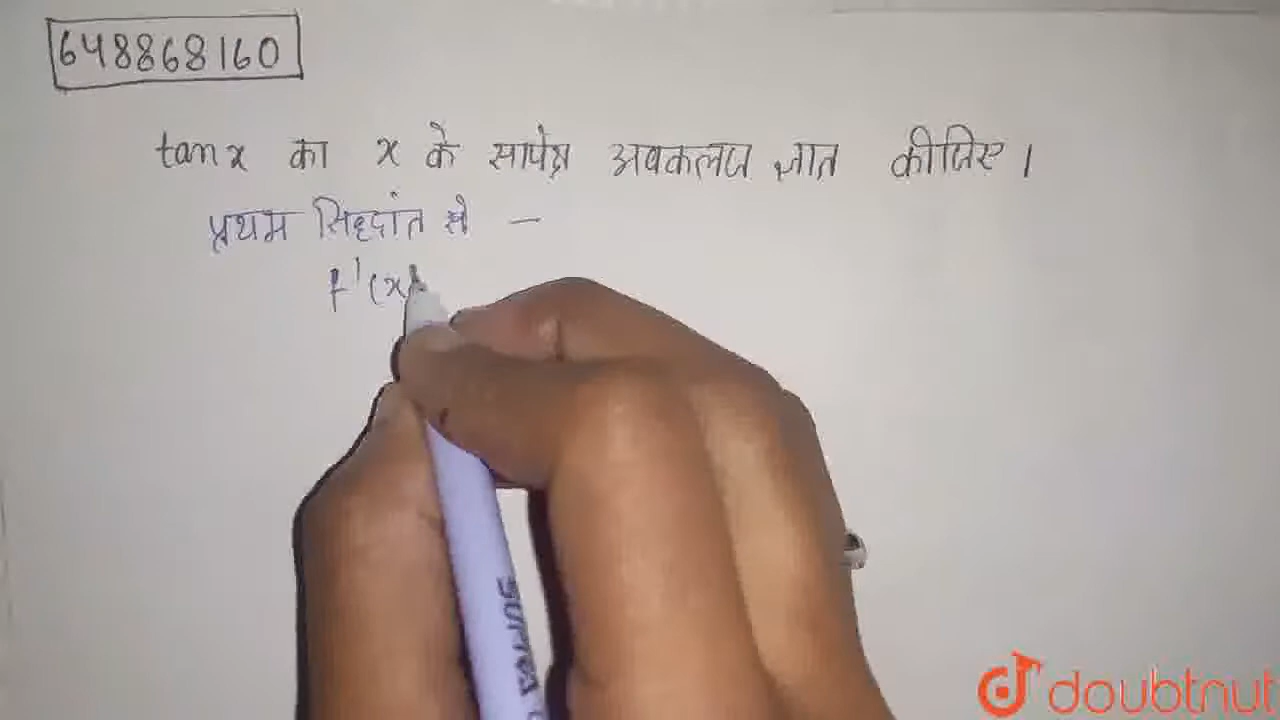 648868160
tan x का x के सापेक्ष अवकलज ज्ञात कीजिए ।
प्रथम सिद्धांत से —
f'(x)
doubtnut